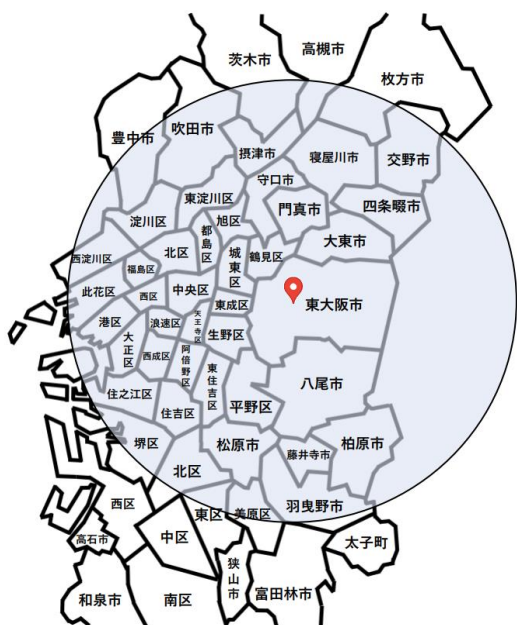 高槻市
茨木市
枚方市
吹田市
豊中市
摂津市
寝屋川市
交野市
守口市
東淀川区
門真市
四条畷市
淀川区
旭区
都島区
大東市
西淀川区
北区
城東区
鶴見区
福島区
此花区
西区
中央区
東成区
東大阪市
港区
浪速区
天王寺区
生野区
大正区
西成区
阿倍野区
東住吉区
八尾市
住之江区
住吉区
平野区
堺区
松原市
柏原市
藤井寺市
北区
西区
東区
美原区
羽曳野市
高石市
中区
太子町
狭山市
和泉市
南区
富田林市